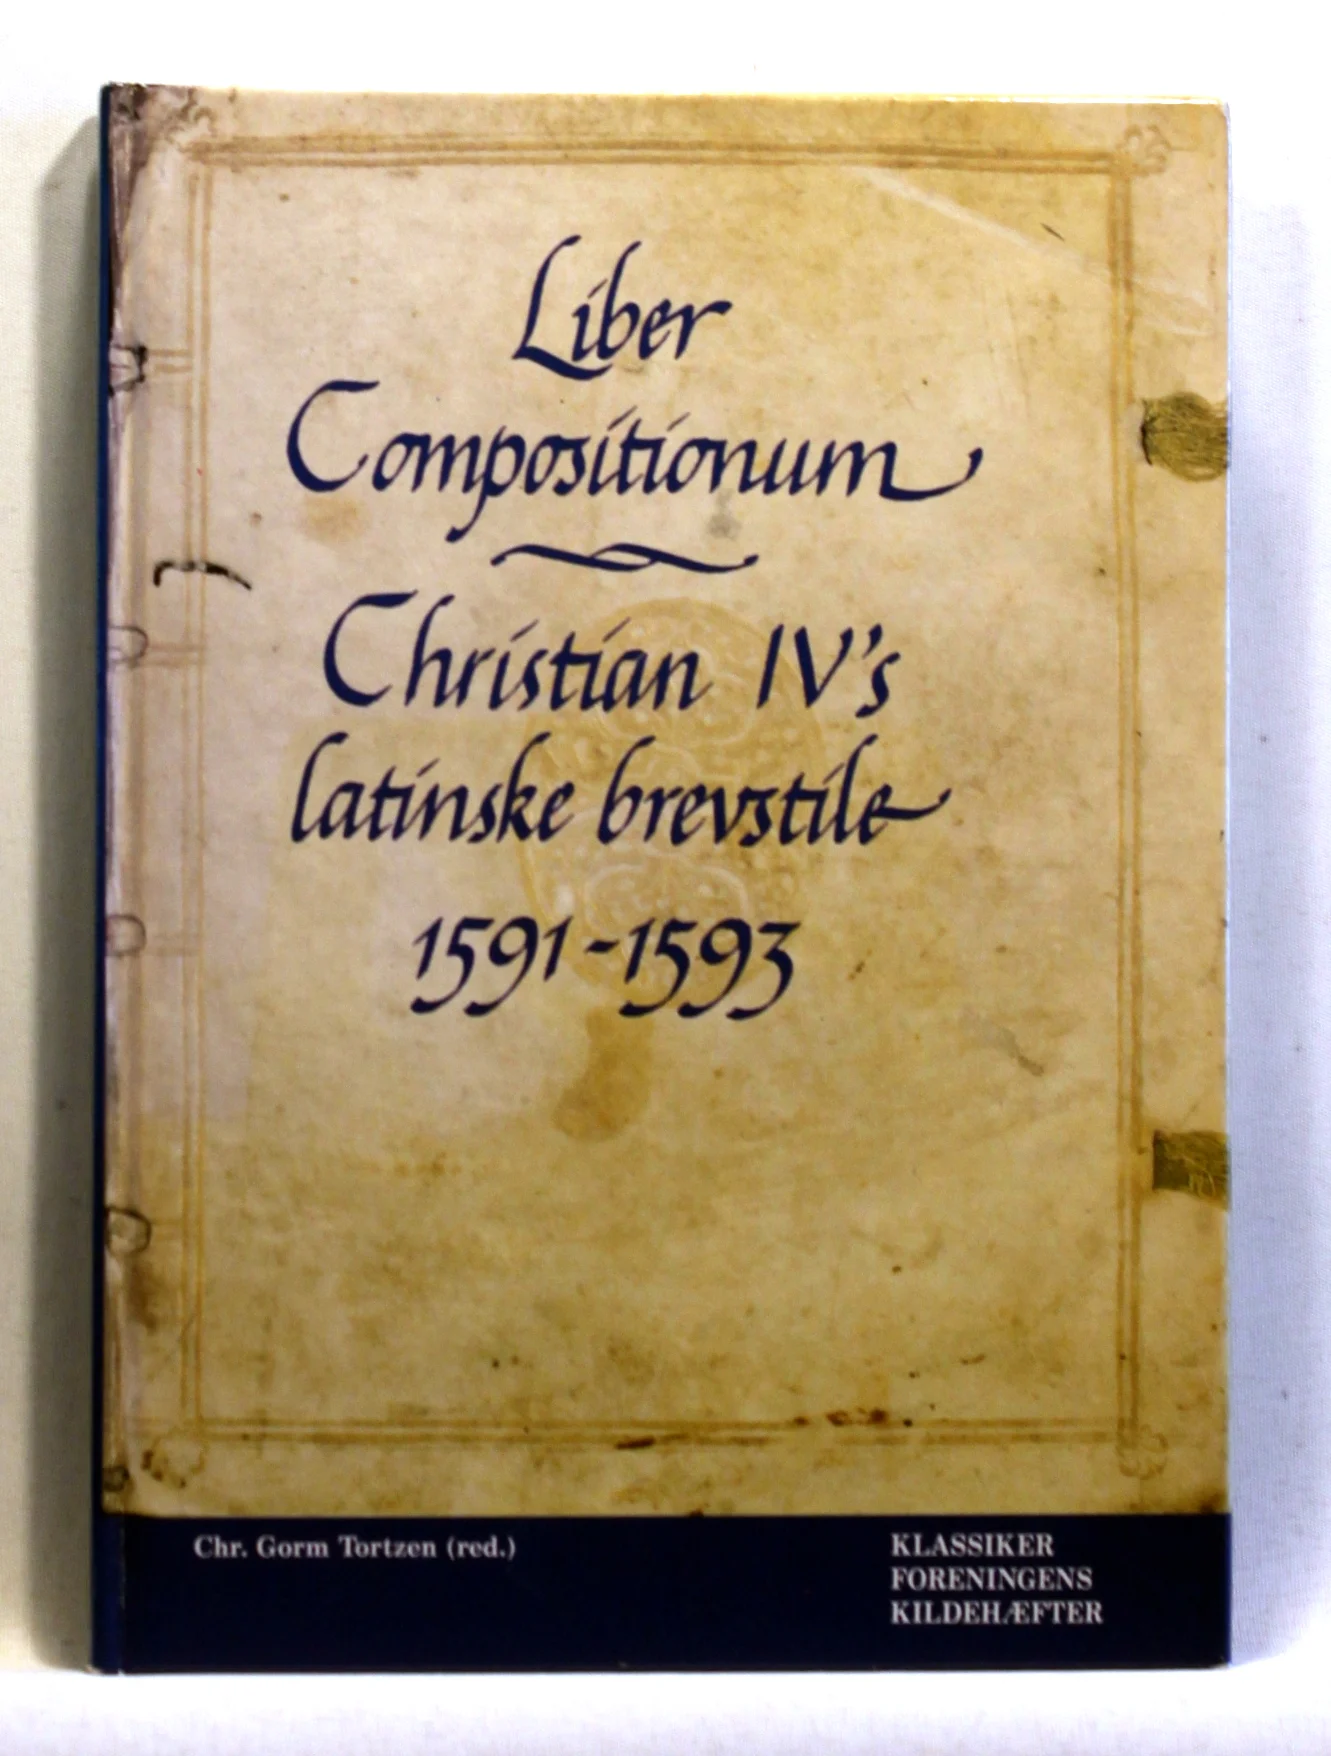 Liber
Compositionum
Christian IV's
latinske brevstile
1591-1593
Chr. Gorm Tortzen (red.)
KLASSIKER
FORENINGENS
KILDEHÆFTER